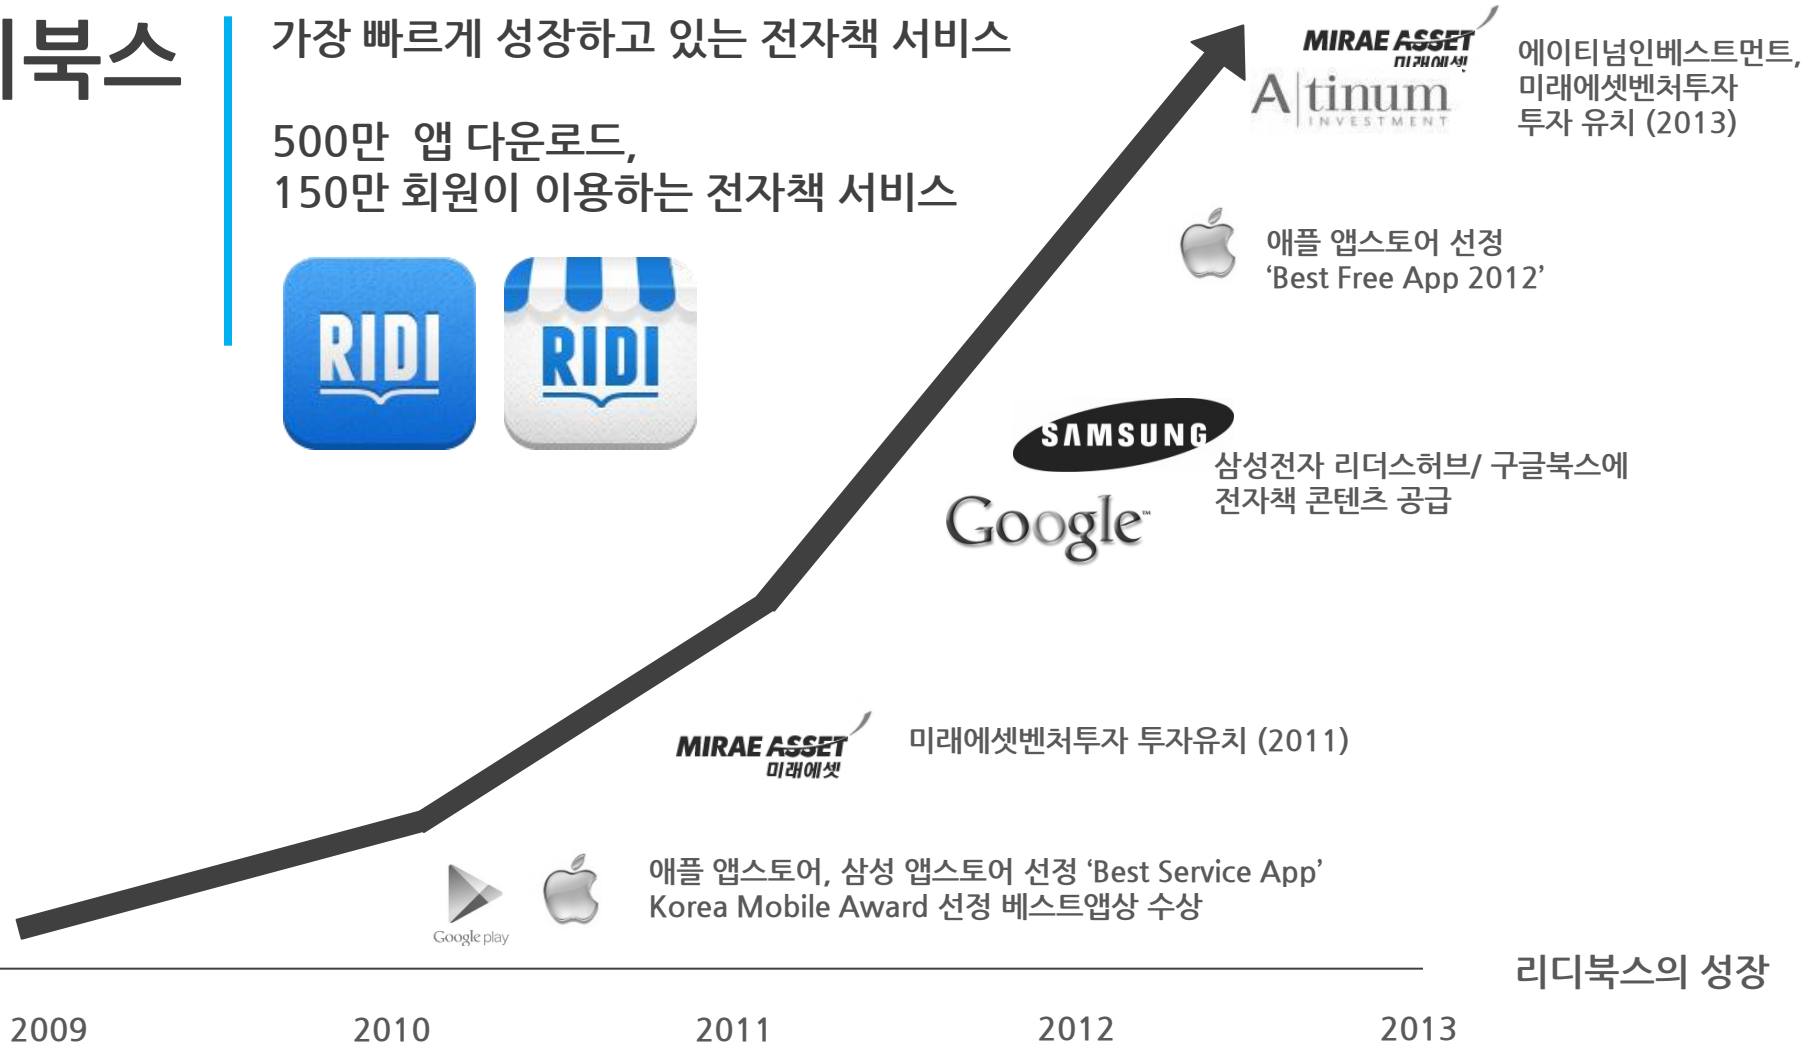 북스
가장 빠르게 성장하고 있는 전자책 서비스
500만 앱 다운로드,
150만 회원이 이용하는 전자책 서비스
RIDI
RIDI
MIRAE ASSET
미래에셋
A|tinum
INVESTMENT
에이티넘인베스트먼트,
미래에셋벤처투자
투자 유치 (2013)
애플 앱스토어 선정
‘Best Free App 2012’
SAMSUNG
Google™
삼성전자 리더스허브/ 구글북스에
전자책 콘텐츠 공급
MIRAE ASSET
미래에셋
미래에셋벤처투자 투자유치 (2011)
Google play
애플 앱스토어, 삼성 앱스토어 선정 ‘Best Service App’
Korea Mobile Award 선정 베스트앱상 수상
리디북스의 성장
2009
2010
2011
2012
2013